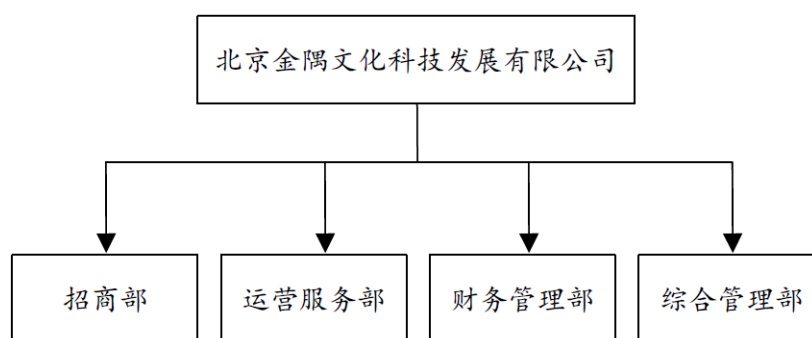 北京金隅文化科技发展有限公司
招商部
运营服务部
财务管理部
综合管理部